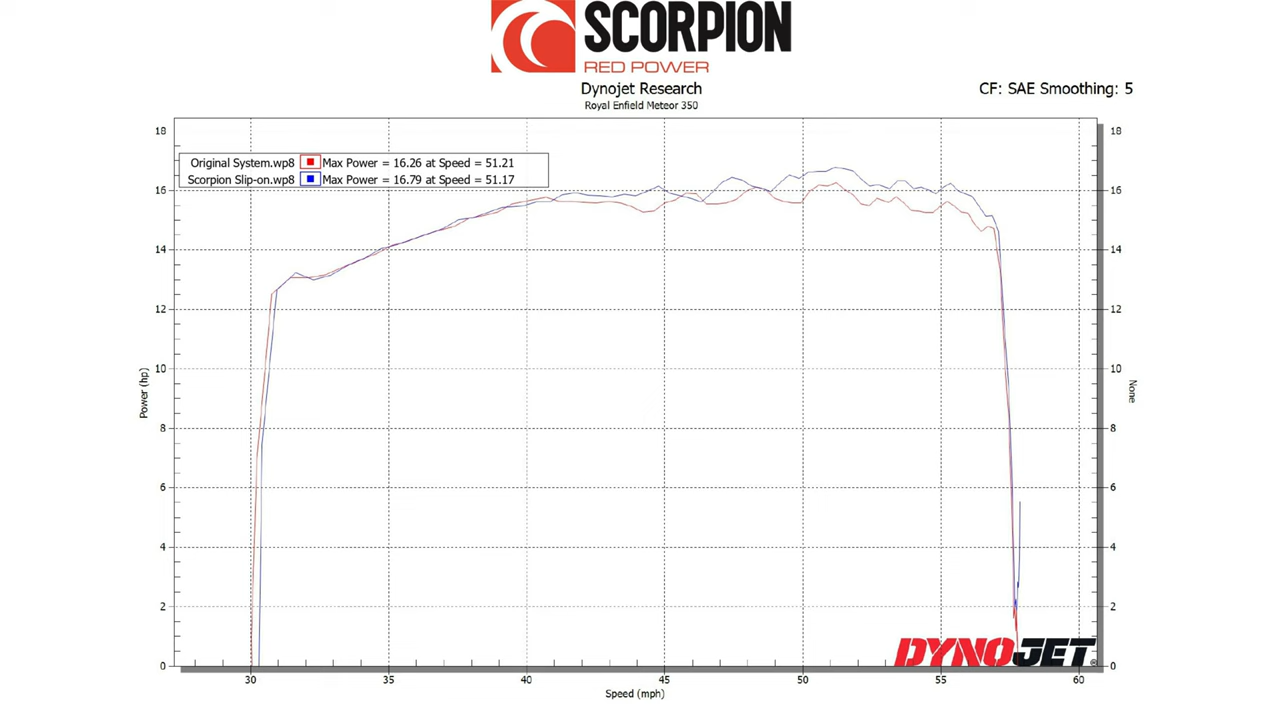 SCORPION
RED POWER
Dynojet Research
CF: SAE Smoothing: 5
Royal Enfield Meteor 350
18 18
Original System.wp8 Max Power = 16.26 at Speed = 51.21
Scorpion Slip-on.wp8 Max Power = 16.79 at Speed = 51.17
16 16
14 14
12 12
10 10
Power (hp)
None
8 8
6 6
4 4
2 2
DYNOJET®
0 0
30 35 40 45 50 55 60
Speed (mph)